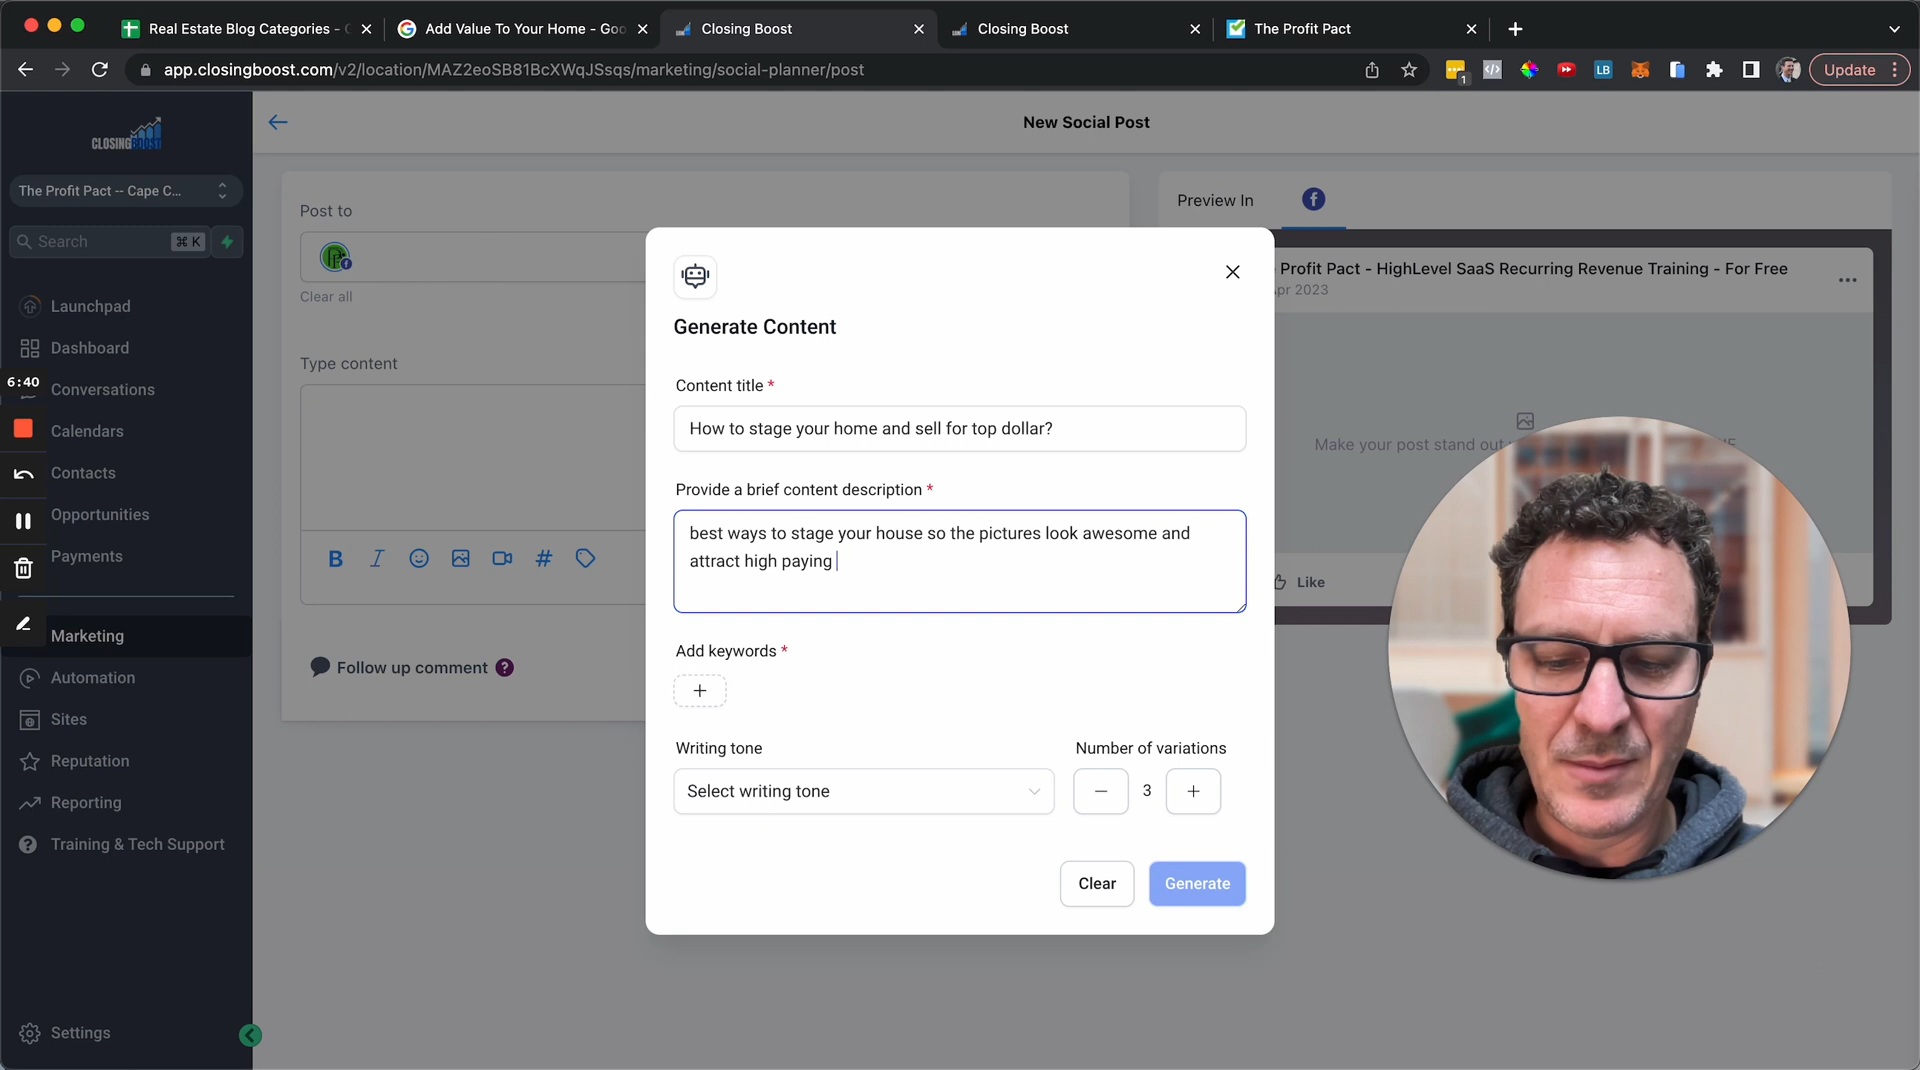 Real Estate Blog Categories -
Add Value To Your Home - Goo
Closing Boost
Closing Boost
The Profit Pact
app.closingboost.com/v2/location/MAZ2eoSB81BcXWqJSsqs/marketing/social-planner/post
1
LB
Update
CLOSINGBOOST
New Social Post
The Profit Pact -- Cape C...
Search
⌘ K
Launchpad
Dashboard
6:40
Conversations
Calendars
Contacts
Opportunities
Payments
Marketing
Automation
Sites
Reputation
Reporting
Training & Tech Support
Settings
Post to
Clear all
Type content
B I #
Follow up comment ?
Preview In
Profit Pact - HighLevel SaaS Recurring Revenue Training - For Free
pr 2023
Make your post stand out
Like
Generate Content
Content title *
How to stage your home and sell for top dollar?
Provide a brief content description *
best ways to stage your house so the pictures look awesome and
attract high paying
Add keywords *
+
Writing tone
Number of variations
Select writing tone
− 3 +
Clear
Generate